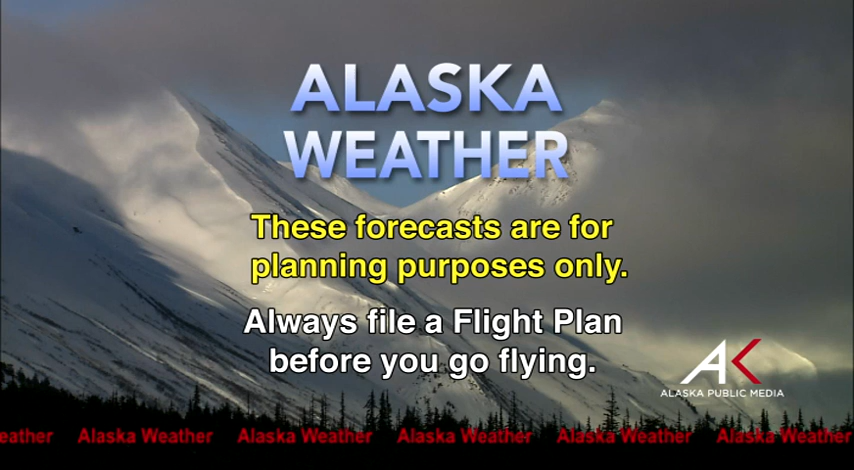 ALASKA
WEATHER
These forecasts are for
planning purposes only.
Always file a Flight Plan
before you go flying.
AK
ALASKA PUBLIC MEDIA
eather Alaska Weather Alaska Weather Alaska Weather Alaska Weather Alaska Weather